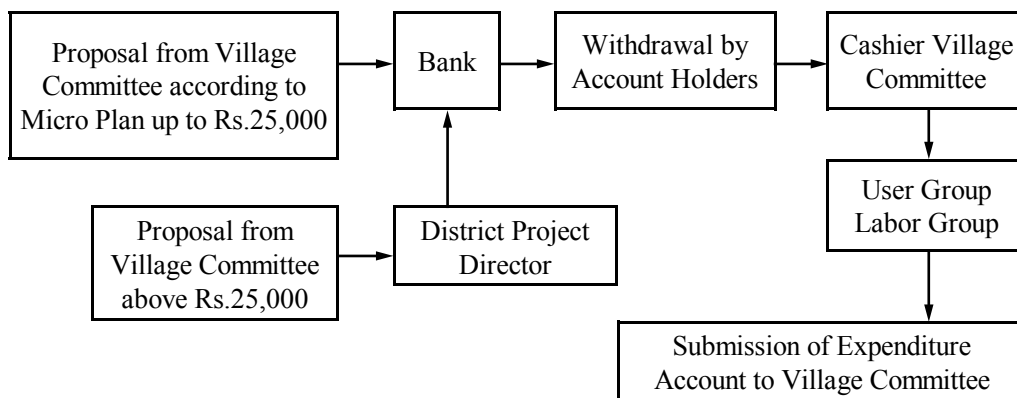 Proposal from Village
Committee according to
Micro Plan up to Rs.25,000
Bank
Withdrawal by
Account Holders
Cashier Village
Committee
User Group
Labor Group
Proposal from
Village Committee
above Rs.25,000
District Project
Director
Submission of Expenditure
Account to Village Committee